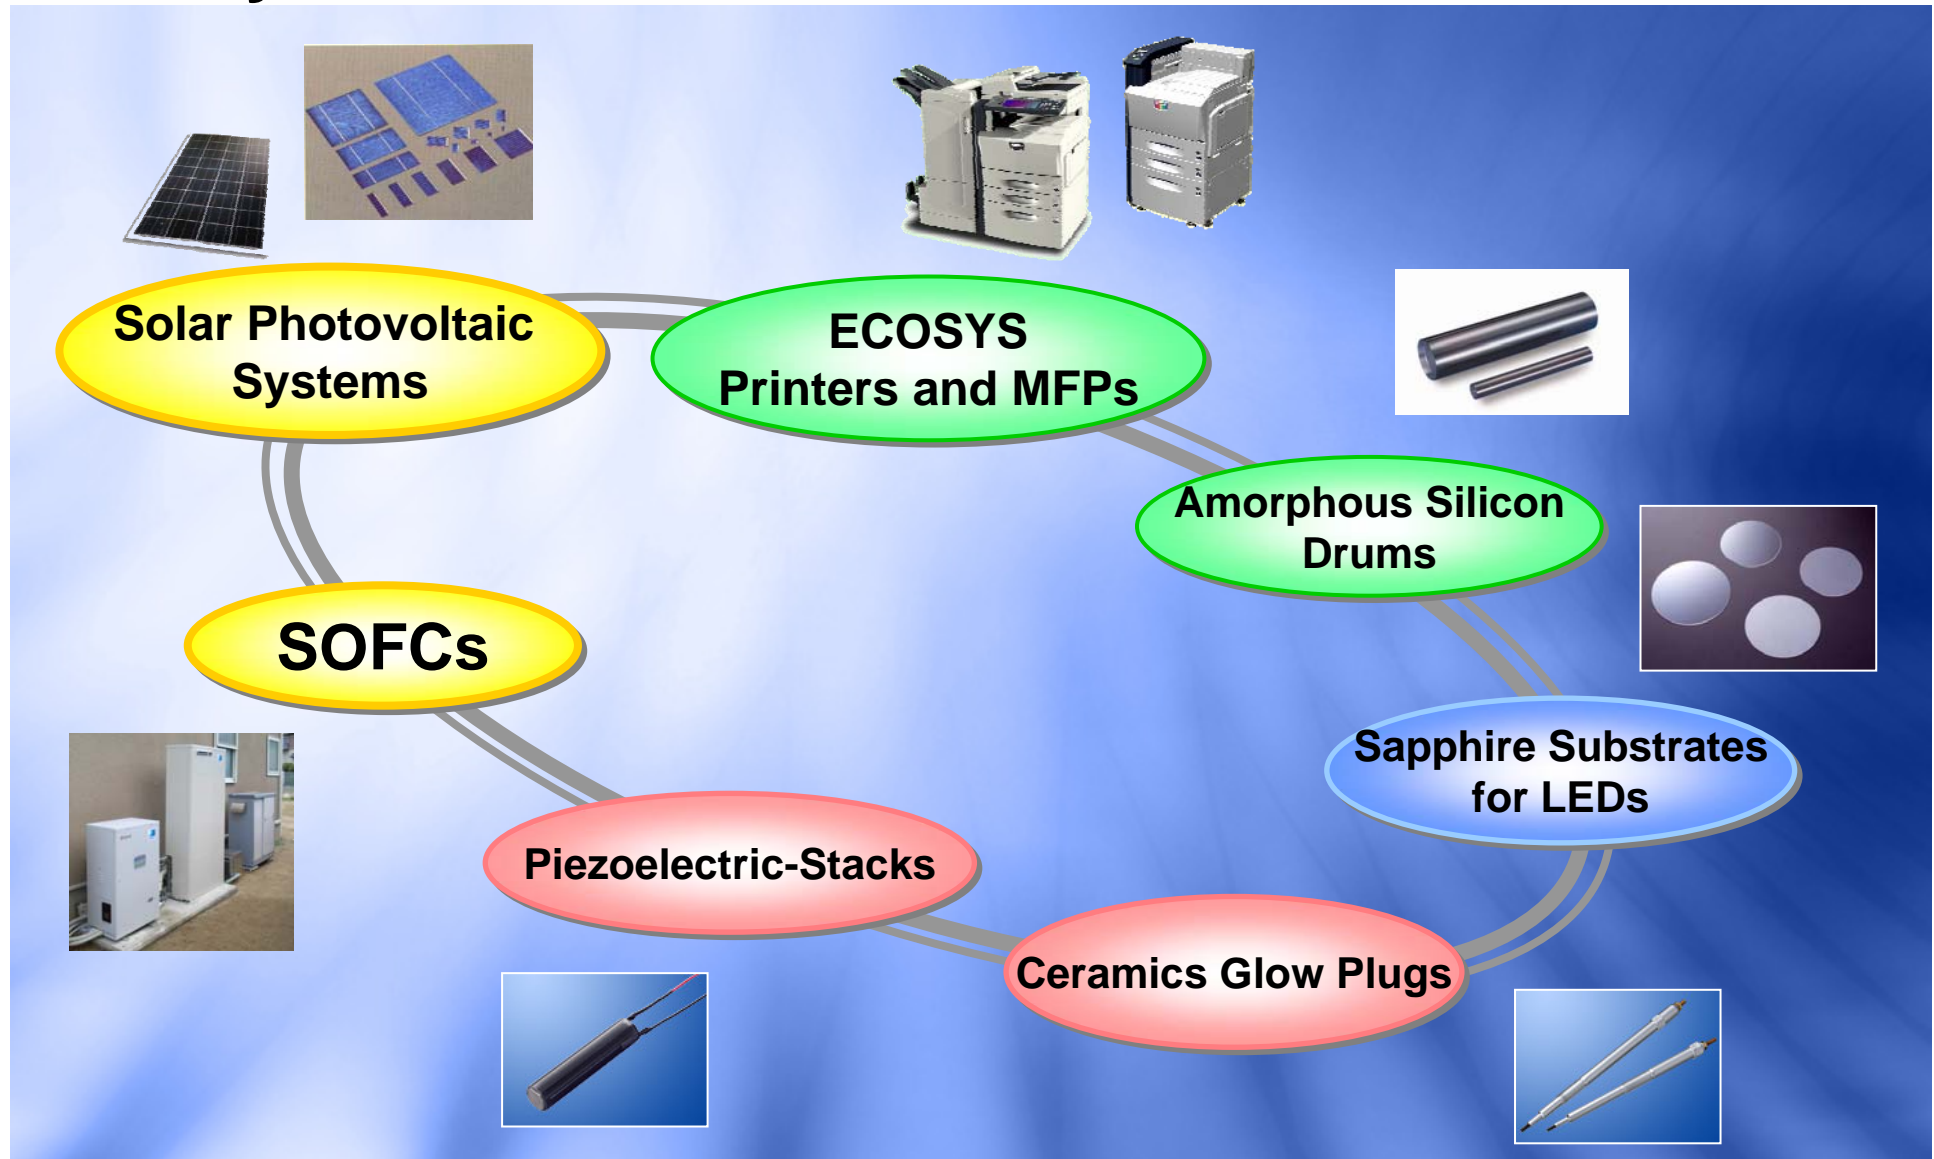 Solar Photovoltaic
Systems
ECOSYS
Printers and MFPs
Amorphous Silicon
Drums
SOFCs
Sapphire Substrates
for LEDs
Piezoelectric-Stacks
Ceramics Glow Plugs